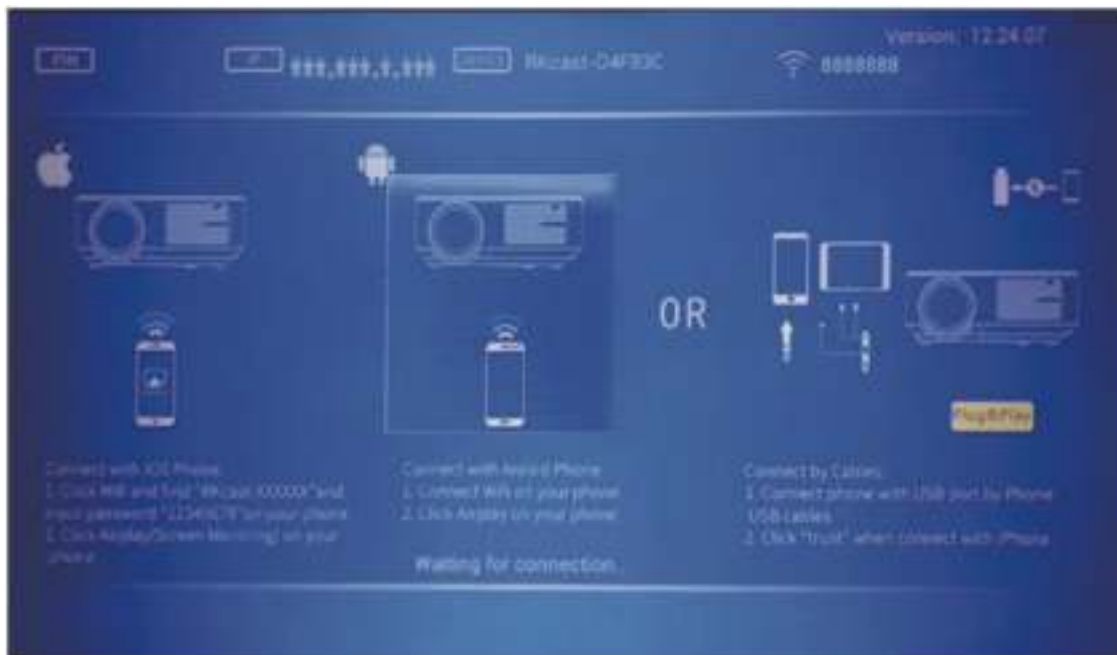 Version: 12.24.07
IP
RKcast-D4FB3C
8888888
OR
Plug&Play
Connect with IOS Phone
1. Click Wifi and find "RKcast-XXXXXX" and
input password "12345678" on your phone
2. Click Airplay(Screen Mirroring) on your
phone
Connect with Phone
1. Connect Wifi on your phone
2. Click Airplay on your phone
Connect by Cables
1. Connect phone with USB port by Phone
USB cables
2. Click "trust" when connect with iPhone
Waiting for connection